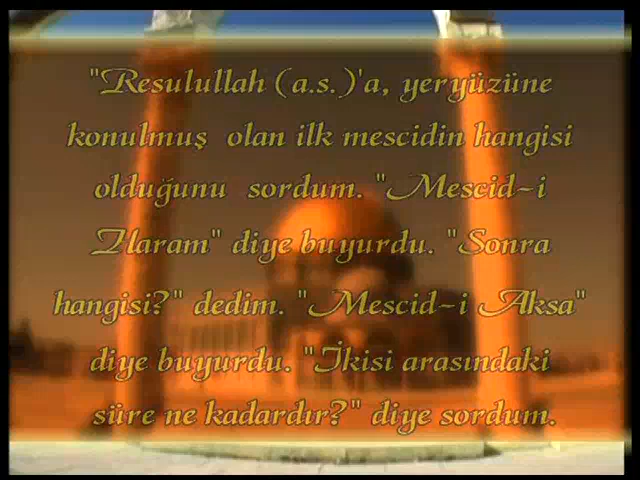 "Resulullah (a.s.)'a, yeryüzüne
konulmuş olan ilk mescidin hangisi
olduğunu sordum. "Mescid-i
Haram" diye buyurdu. "Sonra
hangisi?" dedim. "Mescid-i Aksa"
diye buyurdu. "İkisi arasındaki
süre ne kadardır?" diye sordum.